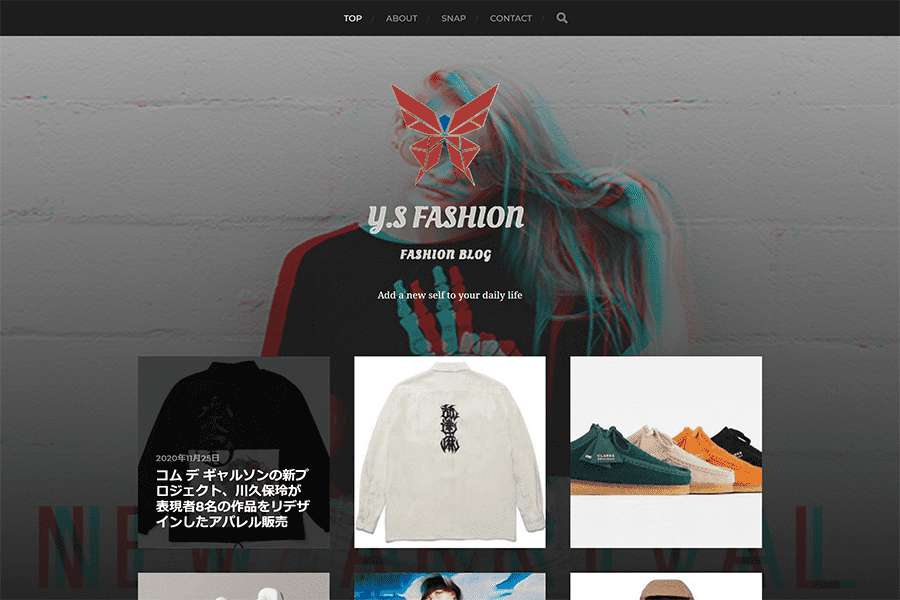 TOP / ABOUT / SNAP / CONTACT /
Y.S FASHION
FASHION BLOG
Add a new self to your daily life
2020年11月25日
コム デ ギャルソンの新プ
ロジェクト、川久保玲が
表現者8名の作品をリデザ
インしたアパレル販売
CLARKS
ORIGINALS
NEW ARRIVAL